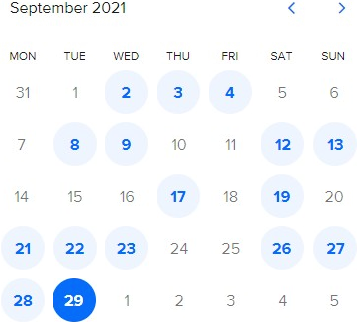 September 2021
MON TUE WED THU FRI SAT SUN
31 1 2 3 4 5 6
7 8 9 10 11 12 13
14 15 16 17 18 19 20
21 22 23 24 25 26 27
28 29 1 2 3 4 5